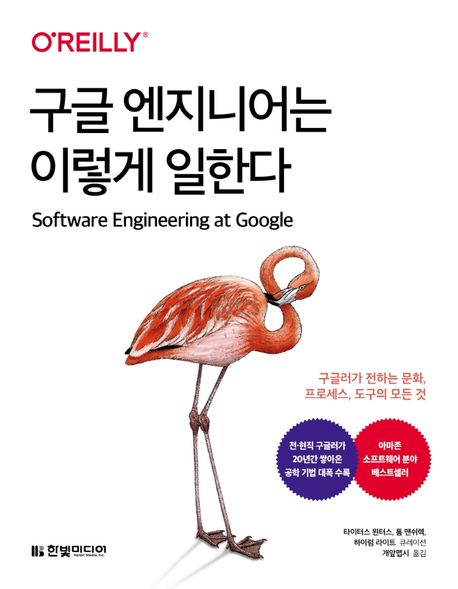 O'REILLY®
구글 엔지니어는
이렇게 일한다
Software Engineering at Google
구글러가 전하는 문화,
프로세스, 도구의 모든 것
전·현직 구글러가
20년간 쌓아온
공학 기법 대폭 수록
아마존
소프트웨어 분야
베스트셀러
타이터스 윈터스, 톰 맨쉬렉,
하이럼 라이트 큐레이션
개앞맵시 옮김
한빛미디어
Hanbit Media, Inc.